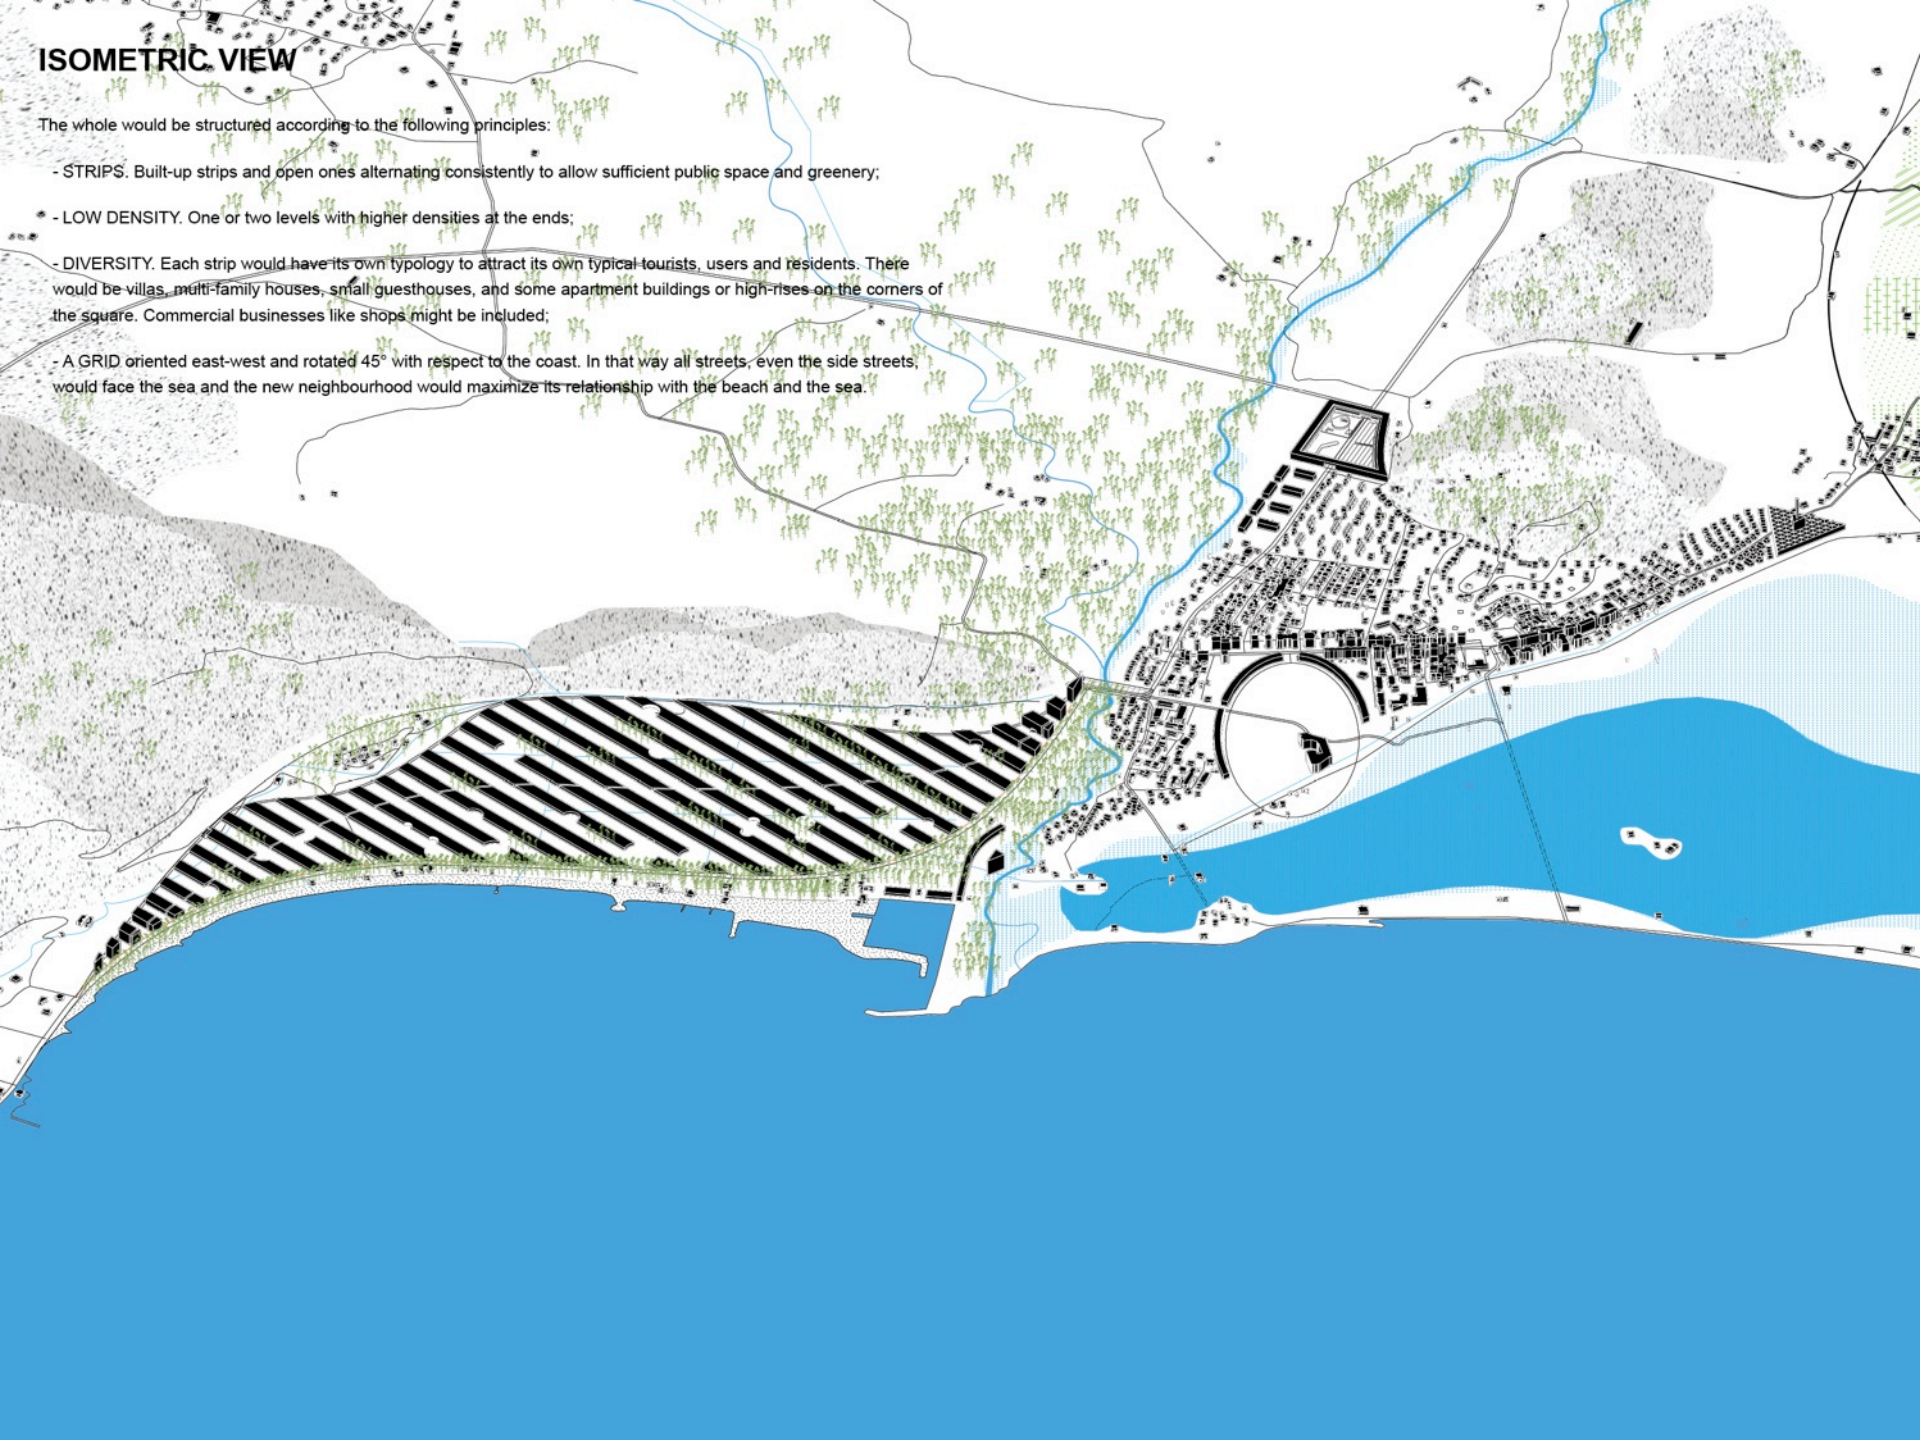 ISOMETRIC VIEW
The whole would be structured according to the following principles:
- STRIPS. Built-up strips and open ones alternating consistently to allow sufficient public space and greenery;
- LOW DENSITY. One or two levels with higher densities at the ends;
- DIVERSITY. Each strip would have its own typology to attract its own typical tourists, users and residents. There
would be villas, multi-family houses, small guesthouses, and some apartment buildings or high-rises on the corners of
the square. Commercial businesses like shops might be included;
- A GRID oriented east-west and rotated 45° with respect to the coast. In that way all streets, even the side streets,
would face the sea and the new neighbourhood would maximize its relationship with the beach and the sea.